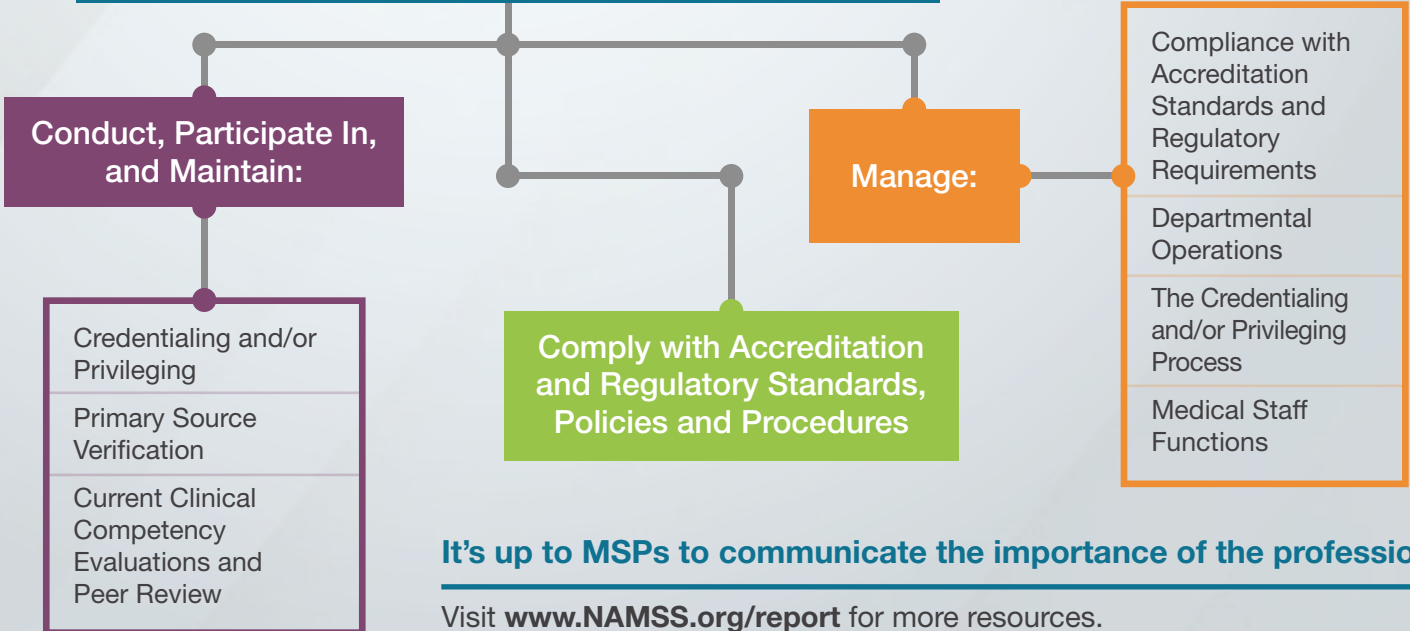 Conduct, Participate In,
and Maintain:
Credentialing and/or
Privileging
Primary Source
Verification
Current Clinical
Competency
Evaluations and
Peer Review
Comply with Accreditation
and Regulatory Standards,
Policies and Procedures
Manage:
Compliance with
Accreditation
Standards and
Regulatory
Requirements
Departmental
Operations
The Credentialing
and/or Privileging
Process
Medical Staff
Functions
It's up to MSPs to communicate the importance of the
Visit www.NAMSS.org/report for more resources.